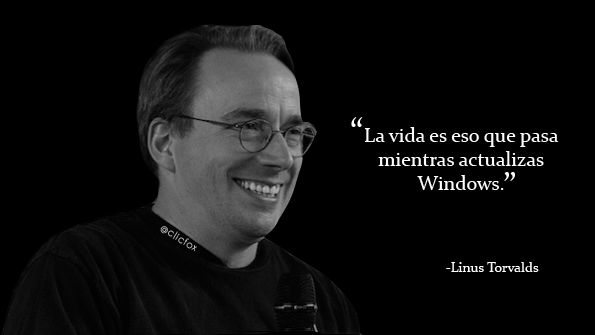 “La vida es eso que pasa
mientras actualizas
Windows.”
-Linus Torvalds
@clicfox